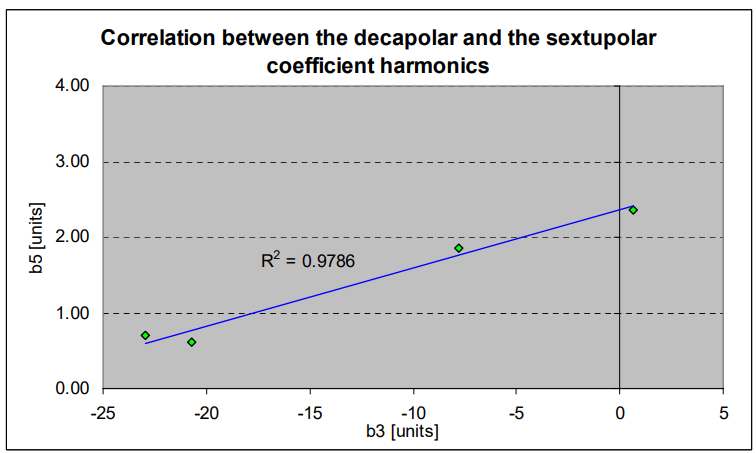 Correlation between the decapolar and the sextupolar
coefficient harmonics
4.00
3.00
2.00
1.00
0.00
b5 [units]
R² = 0.9786
-25 -20 -15 -10 -5 0 5
b3 [units]